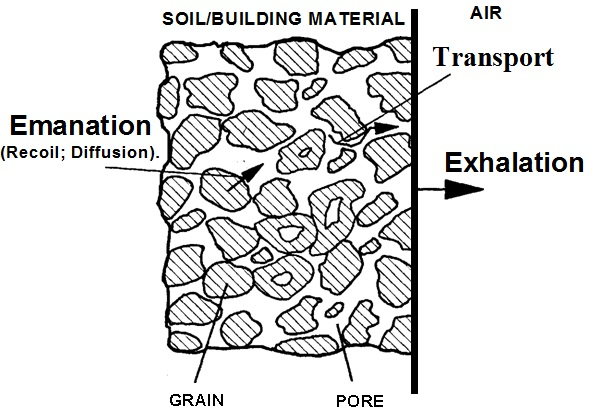 SOIL/BUILDING MATERIAL
AIR
Transport
Emanation
(Recoil; Diffusion).
Exhalation
GRAIN
PORE